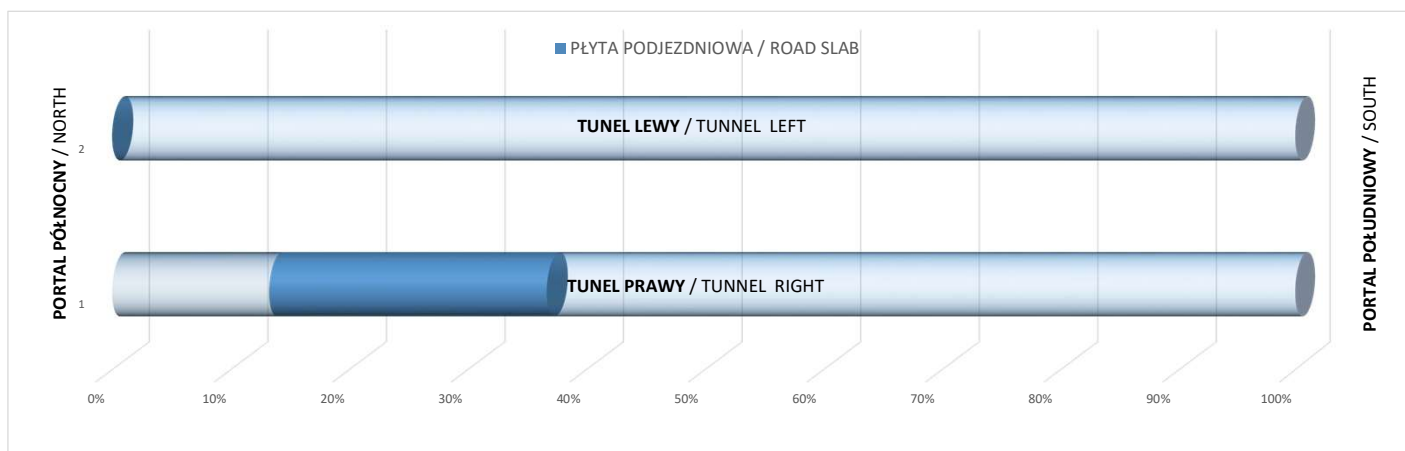 PŁYTA PODJEZDNIOWA / ROAD SLAB
PORTAL PÓŁNOCNY / NORTH
2
TUNEL LEWY / TUNNEL LEFT
1
TUNEL PRAWY / TUNNEL RIGHT
PORTAL POŁUDNIOWY / SOUTH
0% 10% 20% 30% 40% 50% 60% 70% 80% 90% 100%